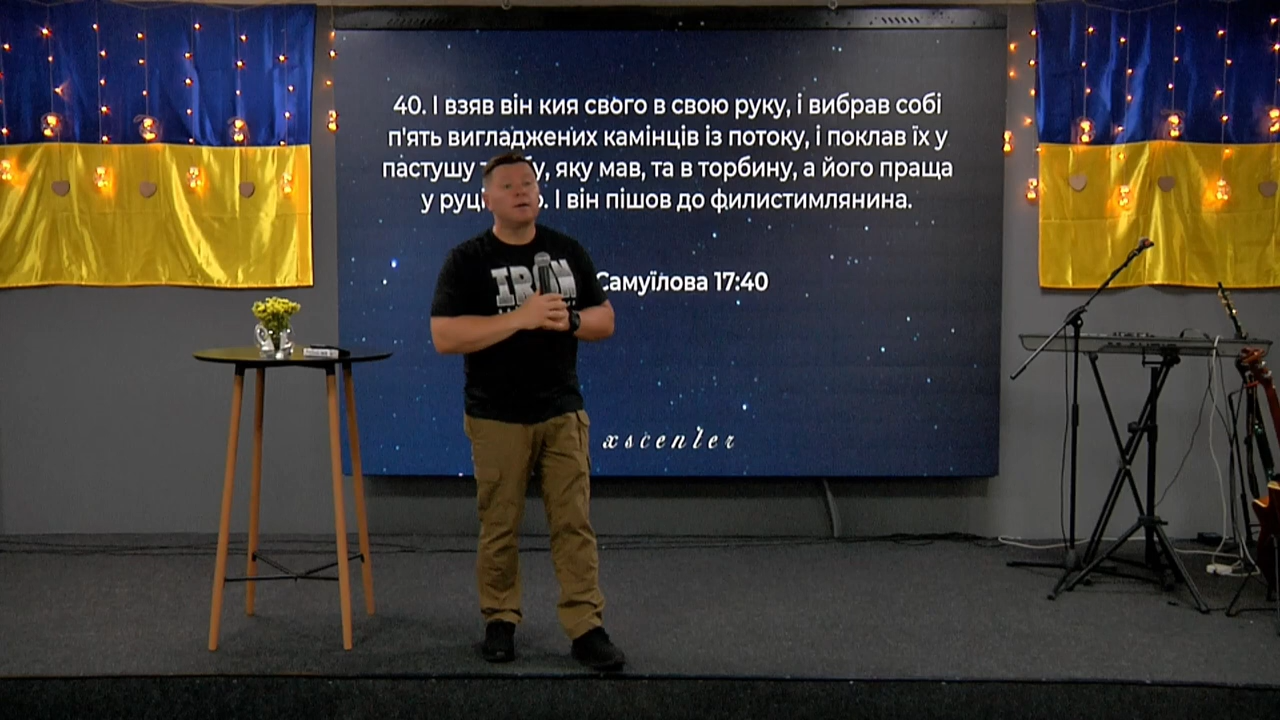 40. І взяв він кия свого в свою руку, і вибрав собі
п'ять вигладжених камінців із потоку, і поклав їх у
пастушу яку мав, та в торбину, а його праща
у І він пішов до филистимлянина.
Самуїлова 17:40
IRON
xscenter